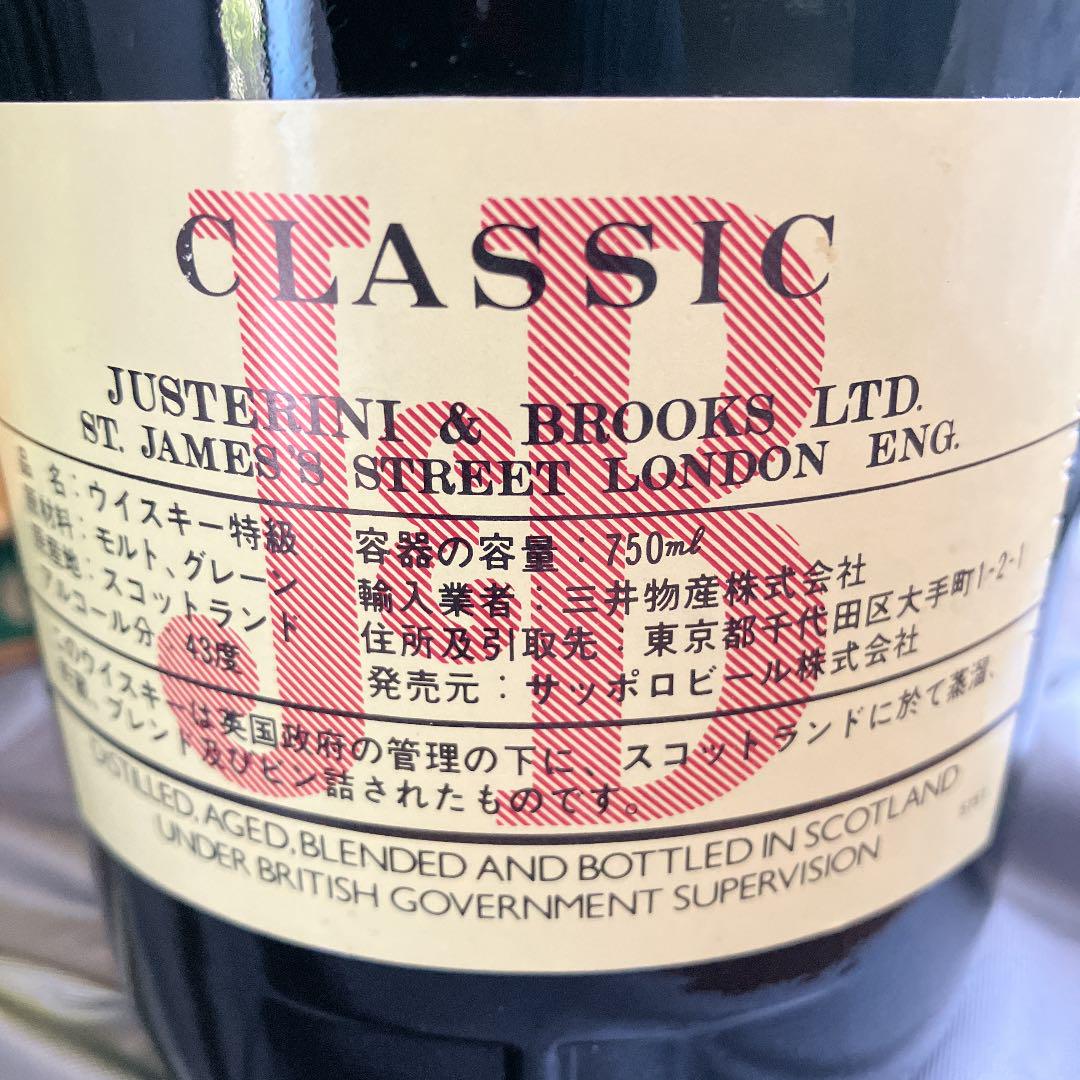 J&B
CLASSIC
JUSTERINI & BROOKS LTD.
ST. JAMES'S STREET LONDON ENG.
品 名：ウイスキー特級
原材料：モルト、グレーン
原産地：スコットランド
アルコール分：43度
容器の容量：750ml
輸入業者：三井物産株式会社
住所及引取先：東京都千代田区大手町1-2-1
発売元：サッポロビール株式会社
このウイスキーは英国政府の管理の下に、スコットランドに於て蒸溜、
貯蔵、ブレンド及びビン詰されたものです。
DISTILLED, AGED, BLENDED AND BOTTLED IN SCOTLAND
UNDER BRITISH GOVERNMENT SUPERVISION